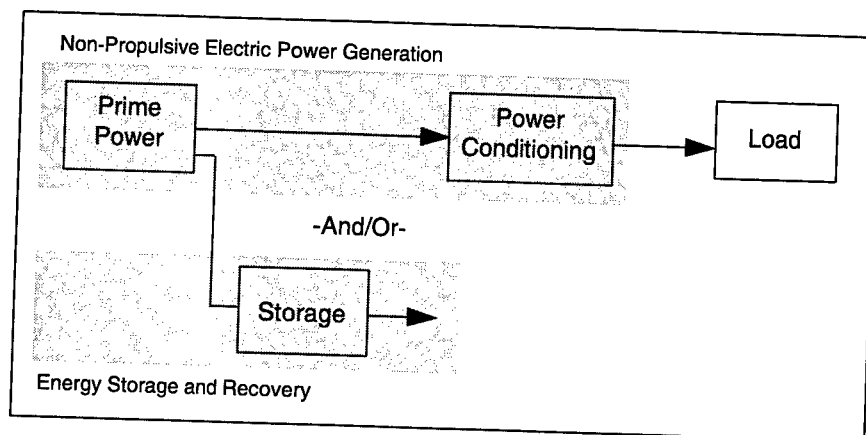 Non-Propulsive Electric Power Generation
Prime
Power
Power
Conditioning
Load
-And/Or-
Storage
Energy Storage and Recovery